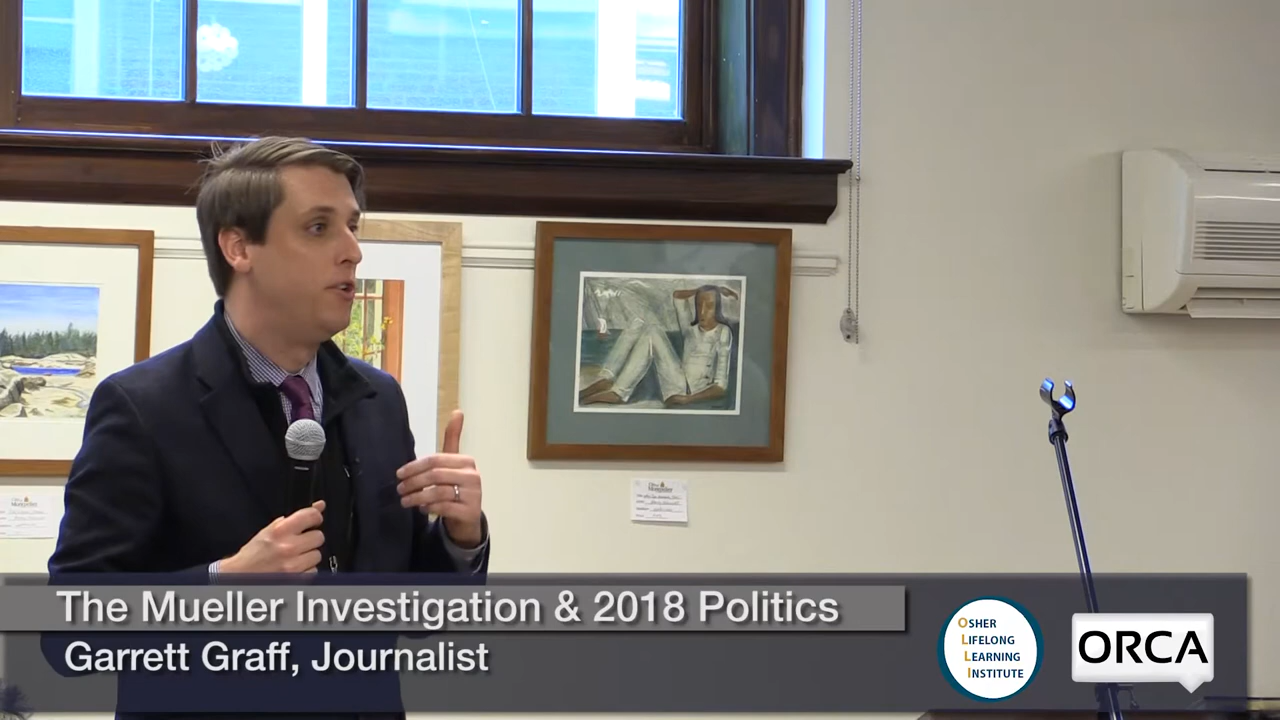 The Mueller Investigation & 2018 Politics
Garrett Graff, Journalist
OSHER
LIFELONG
LEARNING
INSTITUTE
ORCA